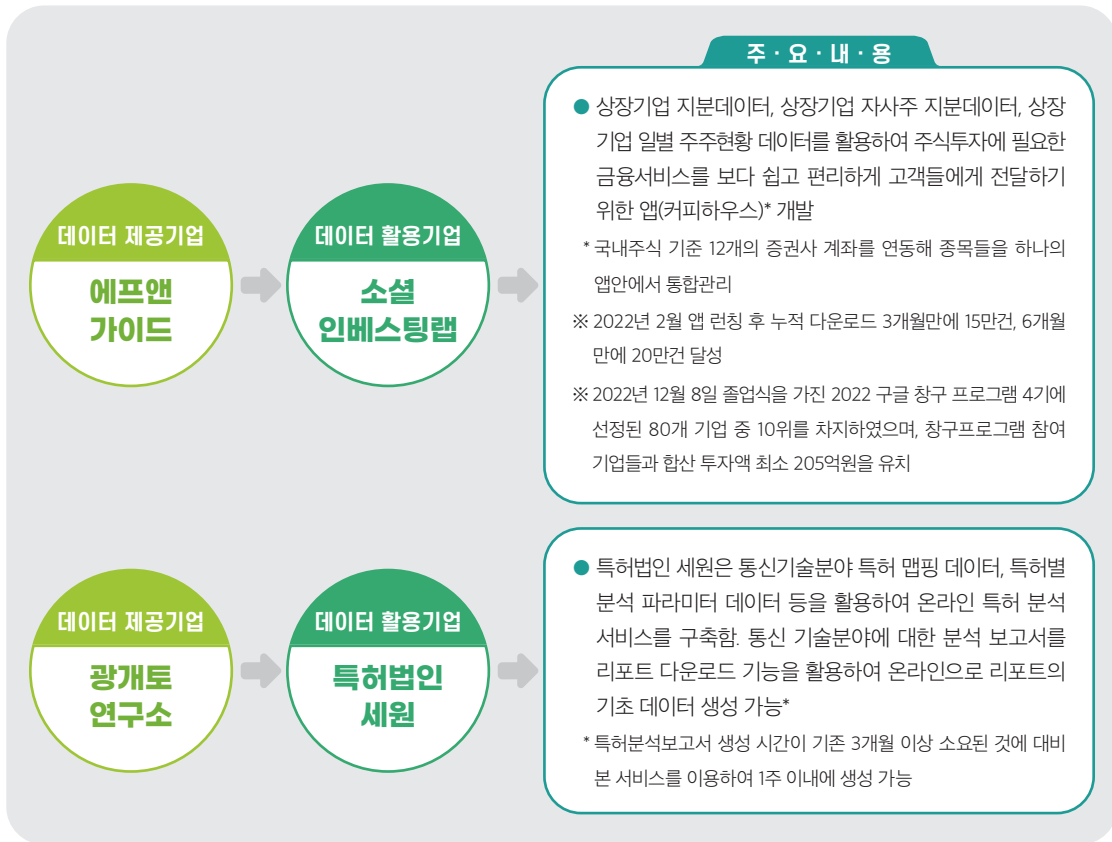 주·요·내·용
데이터 제공기업
에프앤
가이드
데이터 활용기업
소셜
인베스팅랩
● 상장기업 지분데이터, 상장기업 자사주 지분데이터, 상장
기업 일별 주주현황 데이터를 활용하여 주식투자에 필요한
금융서비스를 보다 쉽고 편리하게 고객들에게 전달하기
위한 앱(커피하우스)* 개발
* 국내주식 기준 12개의 증권사 계좌를 연동해 종목들을 하나의
앱안에서 통합관리
※ 2022년 2월 앱 런칭 후 누적 다운로드 3개월만에 15만건, 6개월
만에 20만건 달성
※ 2022년 12월 8일 졸업식을 가진 2022 구글 창구 프로그램 4기에
선정된 80개 기업 중 10위를 차지하였으며, 창구프로그램 참여
기업들과 합산 투자액 최소 205억원을 유치
데이터 제공기업
광개토
연구소
데이터 활용기업
특허법인
세원
● 특허법인 세원은 통신기술분야 특허 맵핑 데이터, 특허별
분석 파라미터 데이터 등을 활용하여 온라인 특허 분석
서비스를 구축함. 통신 기술분야에 대한 분석 보고서를
리포트 다운로드 기능을 활용하여 온라인으로 리포트의
기초 데이터 생성 가능*
* 특허분석보고서 생성 시간이 기존 3개월 이상 소요된 것에 대비
본 서비스를 이용하여 1주 이내에 생성 가능